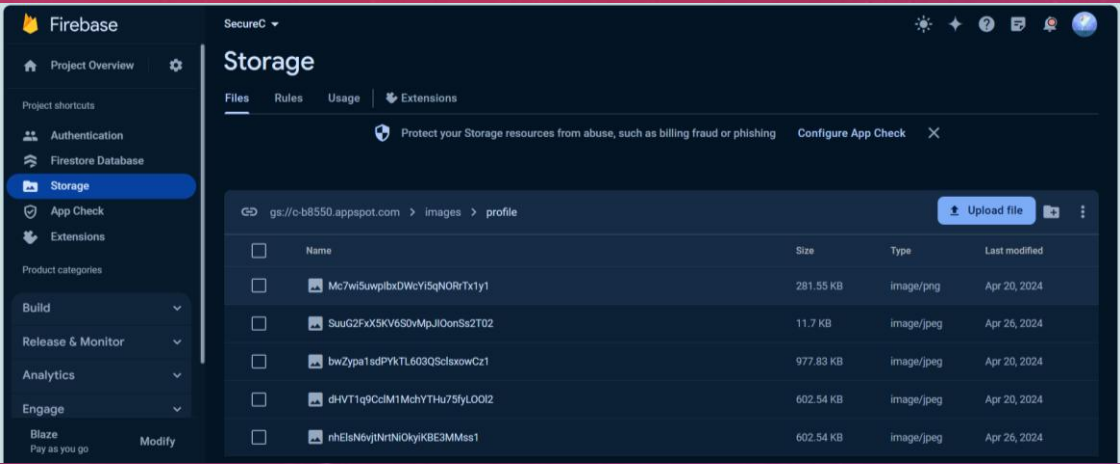 Firebase
SecureC
Project Overview
Storage
Files Rules Usage Extensions
Project shortcuts
Authentication
Firestore Database
Storage
App Check
Extensions
Product categories
Build
Release & Monitor
Analytics
Engage
Blaze
Pay as you go
Modify
Protect your Storage resources from abuse, such as billing fraud or phishing Configure App Check
gs://c-b8550.appspot.com > images > profile
Upload file
Name Size Type Last modified
Mc7wi5uwpIbxDWcYi5qNORrTx1y1 281.55 KB image/png Apr 20, 2024
SuuG2FxX5KV6S0vMpJIOonSs2T02 11.7 KB image/jpeg Apr 26, 2024
bwZypa1sdPYkTL603QSclsxowCz1 977.83 KB image/jpeg Apr 20, 2024
dHVT1q9CclM1MchYTHu75fyLOOl2 602.54 KB image/jpeg Apr 20, 2024
nhElsN6vjtNrtNiOkyiKBE3MMss1 602.54 KB image/jpeg Apr 26, 2024